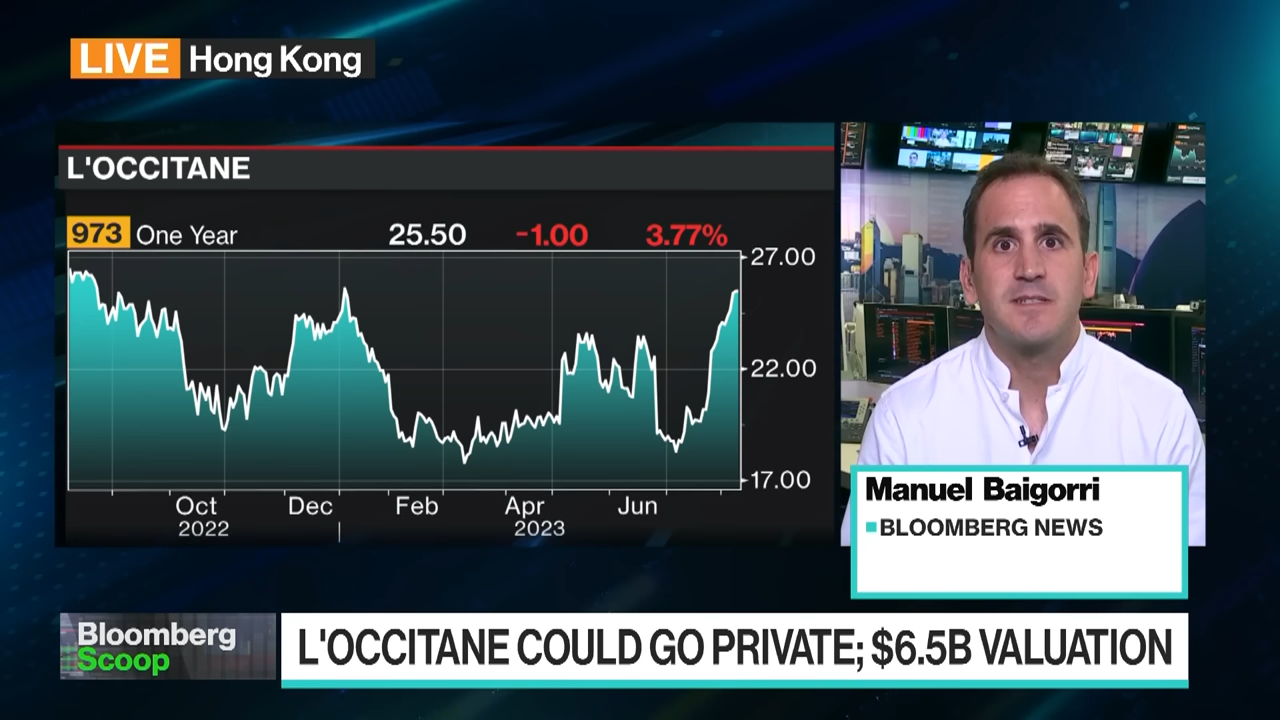 LIVE Hong Kong
L'OCCITANE
973 One Year 25.50 -1.00 3.77%
27.00
22.00
17.00
Oct Dec Feb Apr Jun
2022 2023
Manuel Baigorri
BLOOMBERG NEWS
Bloomberg
Scoop
L'OCCITANE COULD GO PRIVATE; $6.5B VALUATION